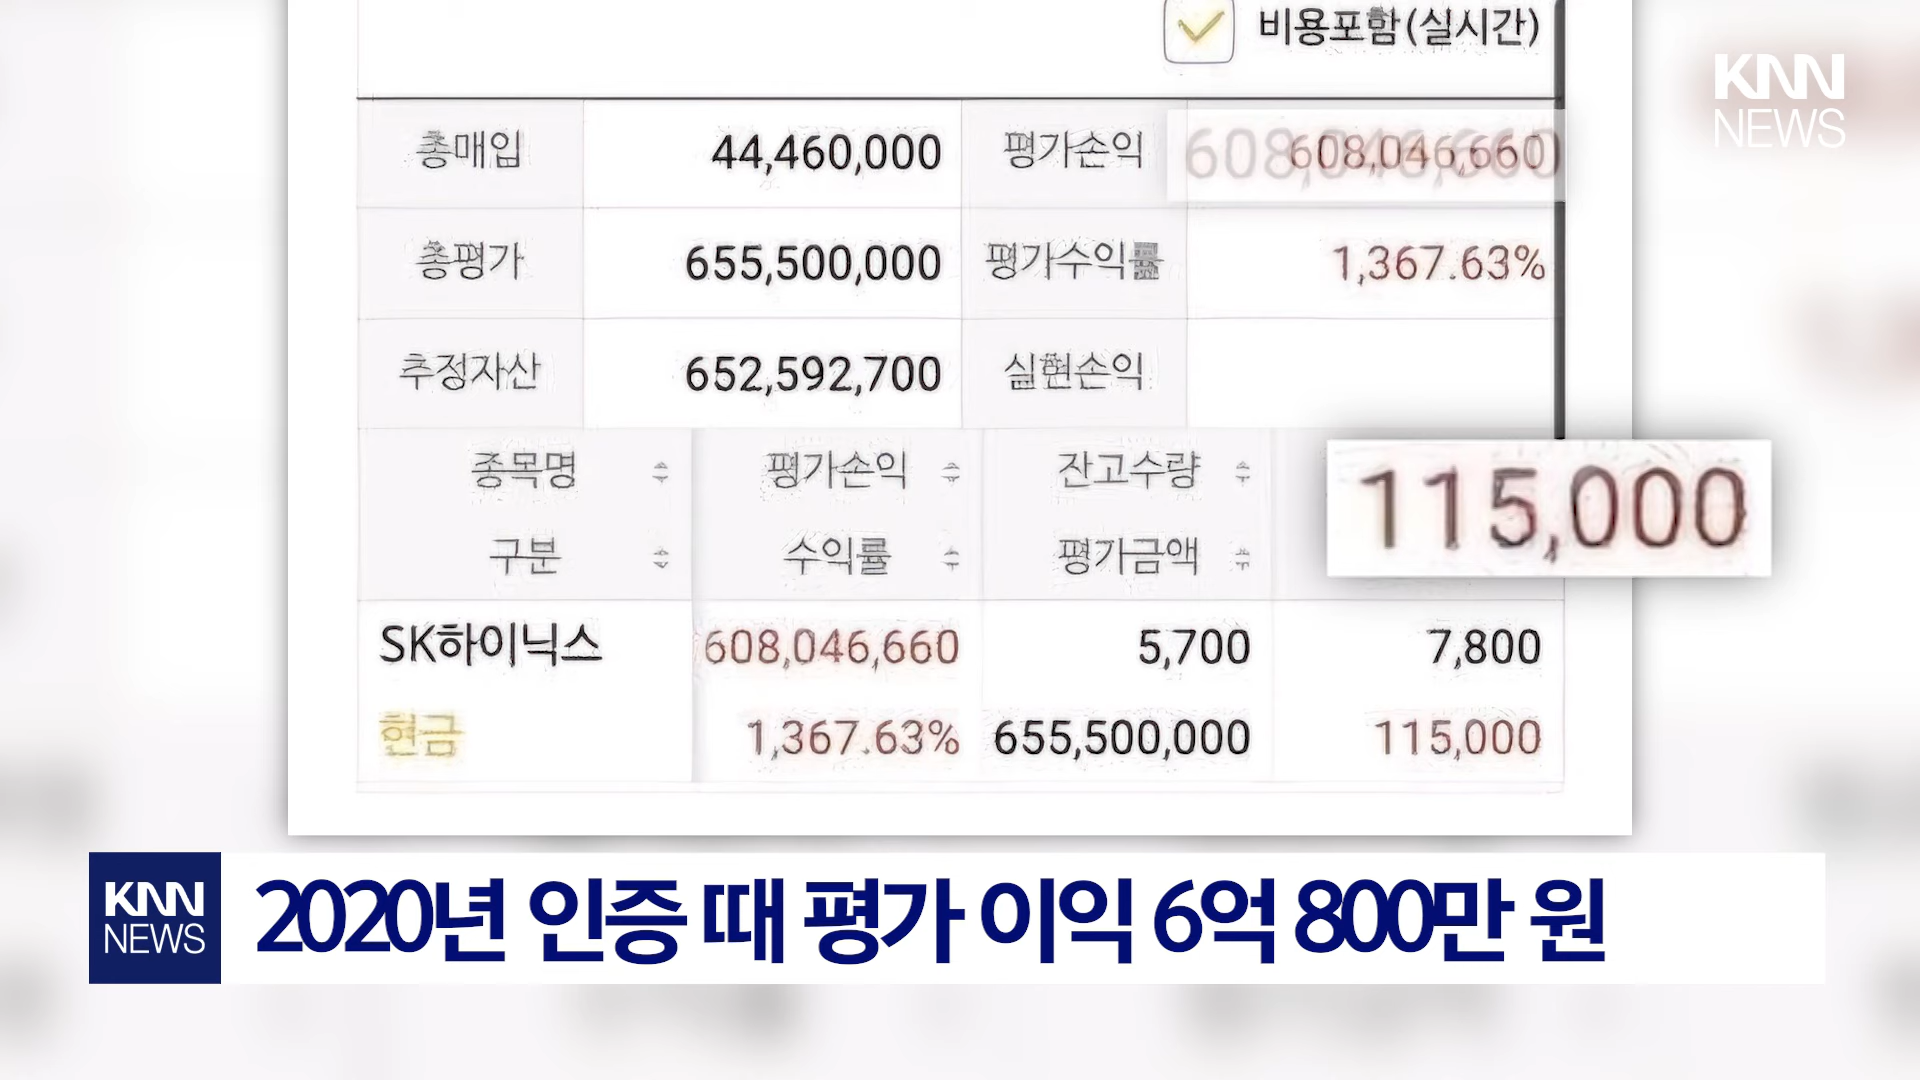 비용포함(실시간)
KNN
NEWS
총매입 44,460,000 평가손익 608,046,660
총평가 655,500,000 평가수익률 1,367.63%
추정자산 652,592,700 실현손익
종목명 평가손익 잔고수량
115,000
구분 수익률 평가금액
SK하이닉스 608,046,660 5,700 7,800
현금 1,367.63% 655,500,000 115,000
KNN
NEWS
2020년 인증 때 평가 이익 6억 800만 원